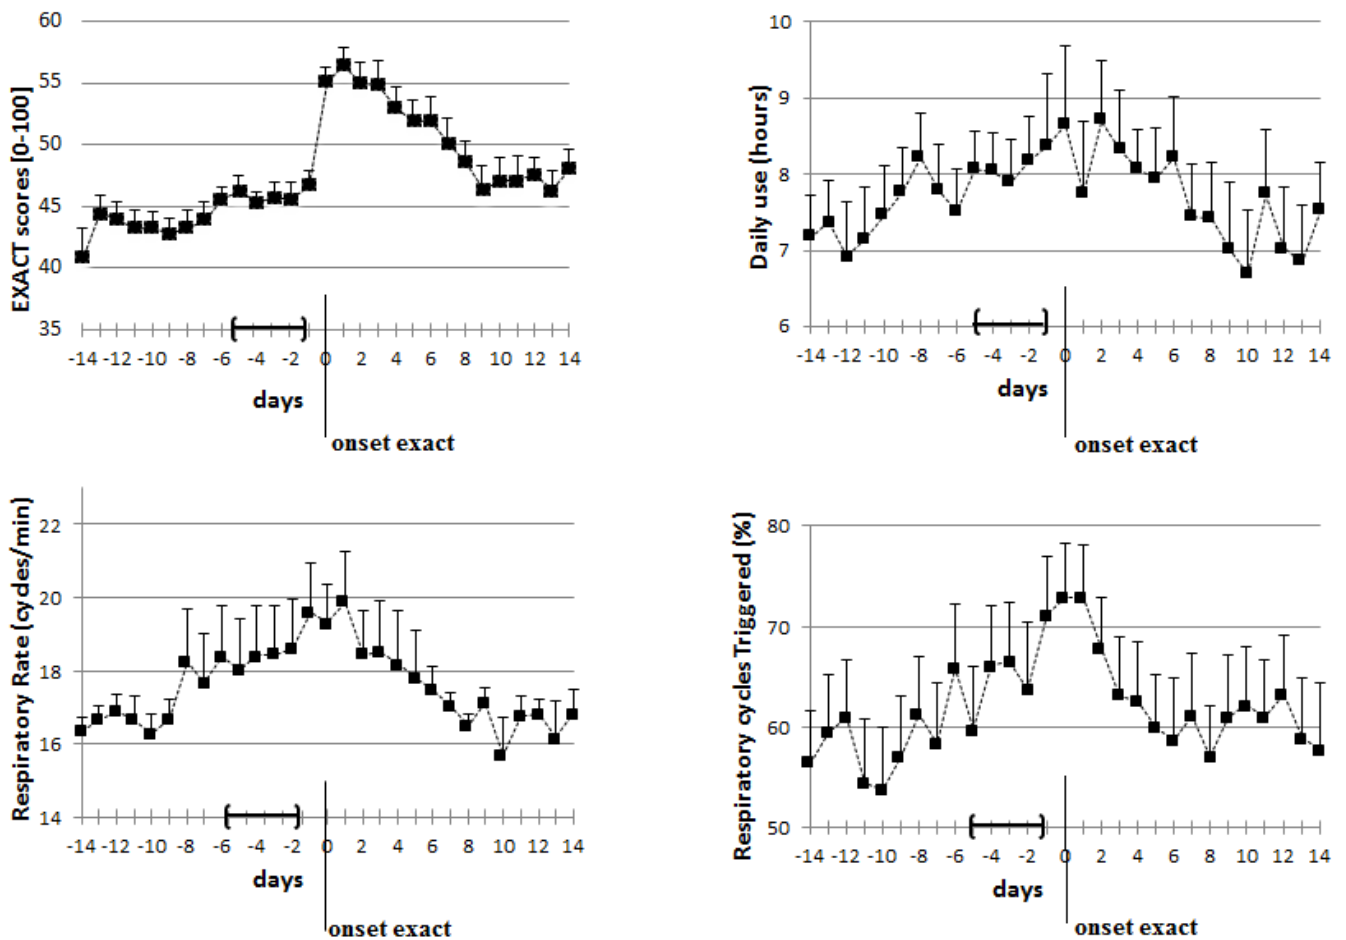 EXACT scores [0-100]
60
55
50
45
40
35
-14 -12 -10 -8 -6 -4 -2 0 2 4 6 8 10 12 14
days
onset exact
Daily use (hours)
10
9
8
7
6
-14 -12 -10 -8 -6 -4 -2 0 2 4 6 8 10 12 14
days
onset exact
Respiratory Rate (cycles/min)
22
20
18
16
14
-14 -12 -10 -8 -6 -4 -2 0 2 4 6 8 10 12 14
days
onset exact
Respiratory cycles Triggered (%)
80
70
60
50
-14 -12 -10 -8 -6 -4 -2 0 2 4 6 8 10 12 14
days
onset exact